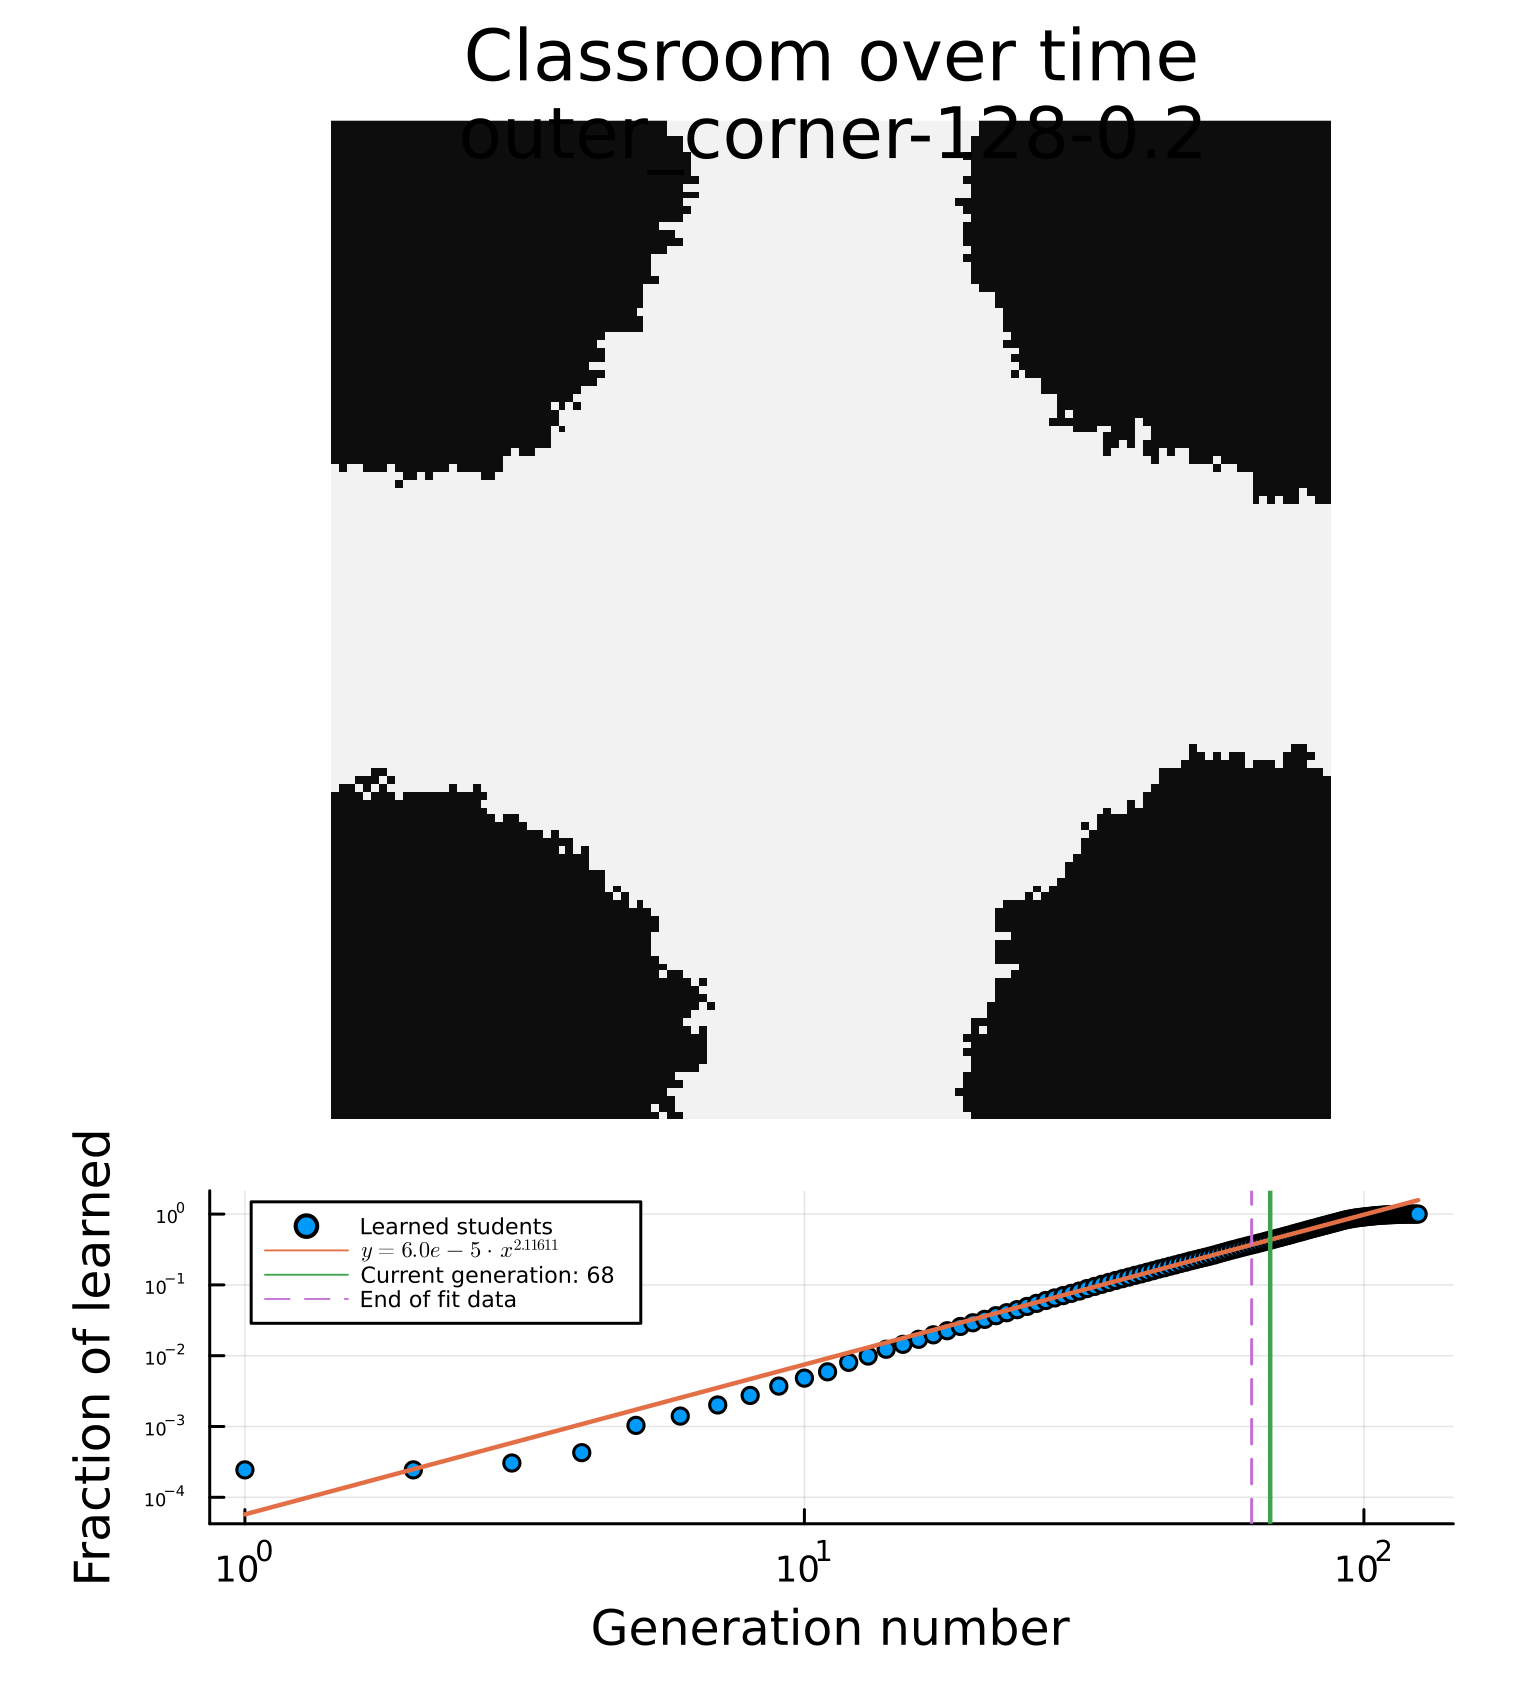 Classroom over time
outer_corner-128-0.2
Fraction of learned
10⁰
10⁻¹
10⁻²
10⁻³
10⁻⁴
Learned students
y = 6.0e − 5 · x^2.11611
Current generation: 68
End of fit data
10⁰ 10¹ 10²
Generation number